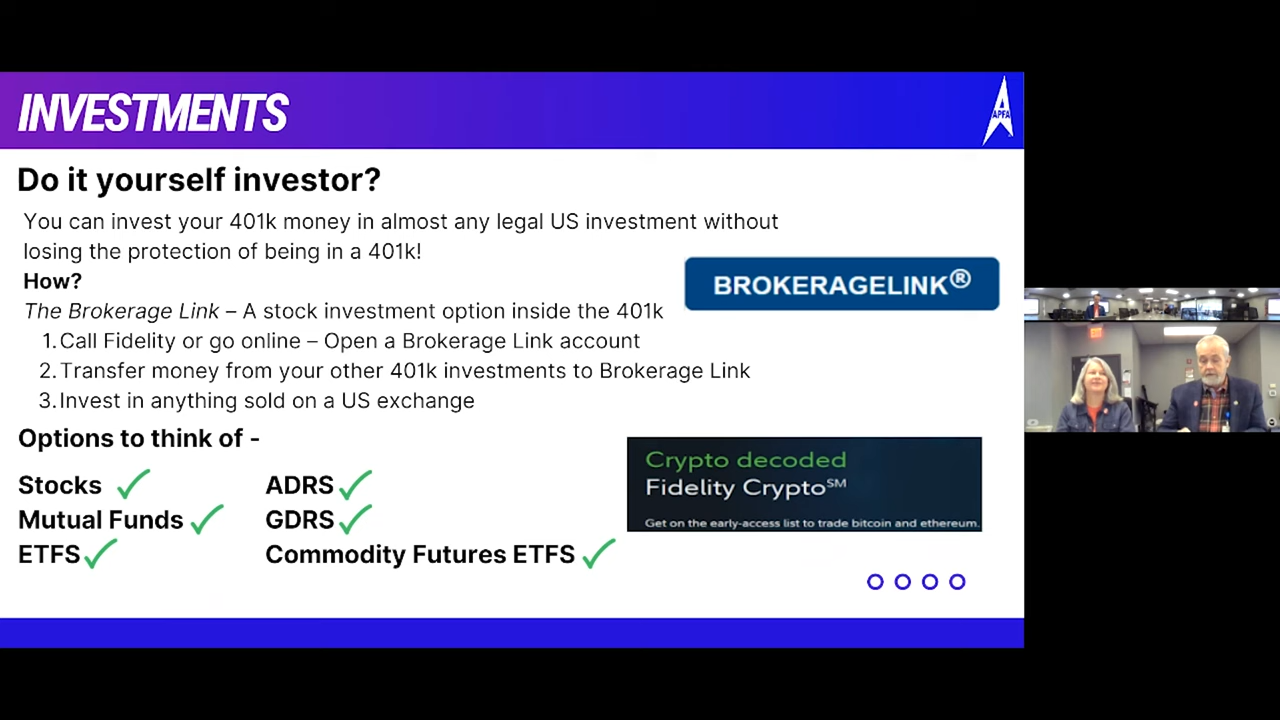 INVESTMENTS
APFA
Do it yourself investor?
You can invest your 401k money in almost any legal US investment without
losing the protection of being in a 401k!
How?
The Brokerage Link – A stock investment option inside the 401k
BROKERAGELINK®
1. Call Fidelity or go online – Open a Brokerage Link account
2. Transfer money from your other 401k investments to Brokerage Link
3. Invest in anything sold on a US exchange
Options to think of -
Stocks
ADRS
Mutual Funds
GDRS
ETFS
Commodity Futures ETFS
Crypto decoded
Fidelity Crypto℠
Get on the early-access list to trade bitcoin and ethereum.